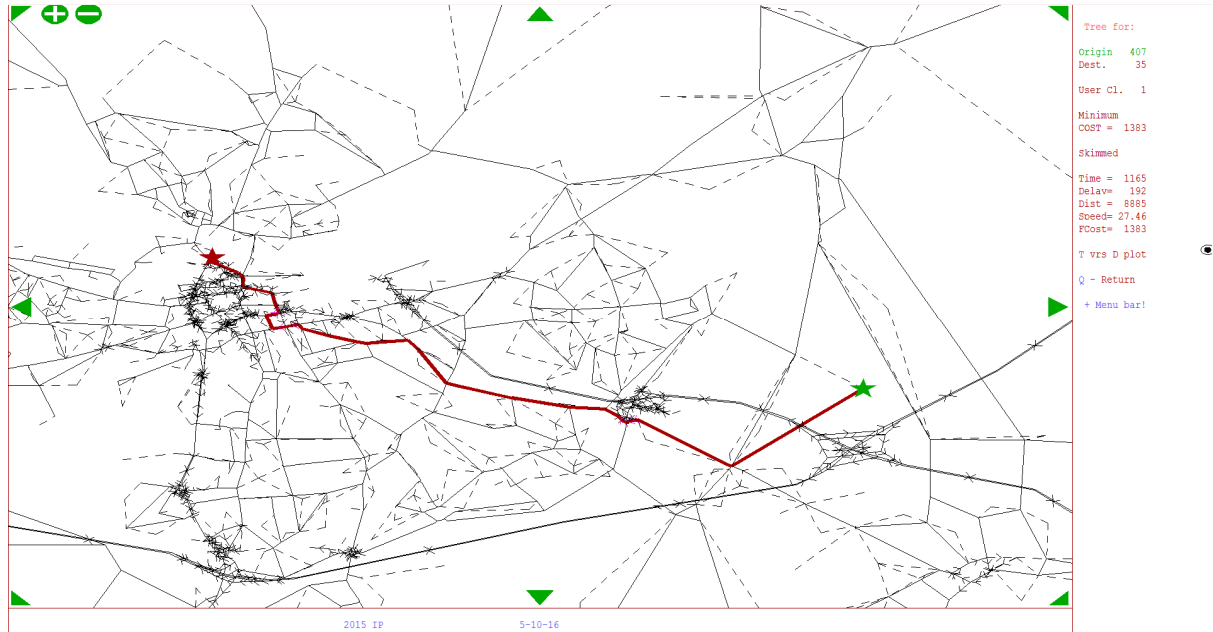 Tree for:
Origin 407
Dest. 35
User Cl. 1
Minimum
COST = 1383
Skimmed
Time = 1165
Delay= 192
Dist = 8885
Speed= 27.46
FCost= 1383
T vrs D plot
Q - Return
+ Menu bar!
2015 IP 5-10-16